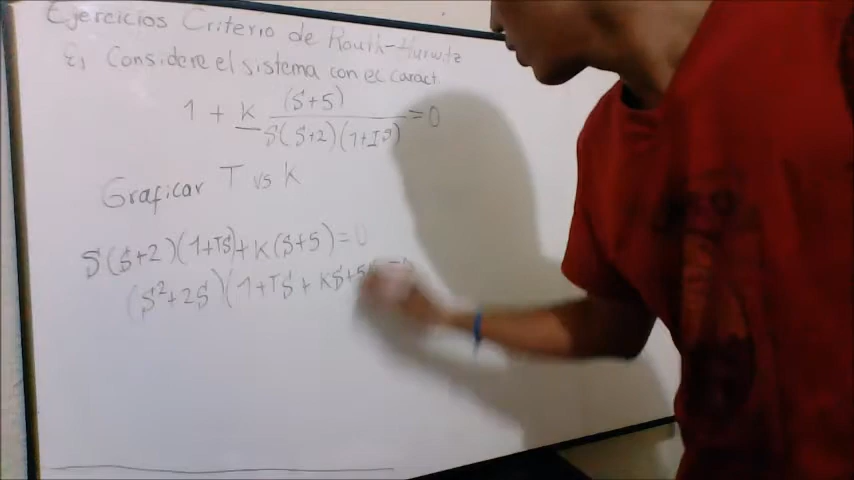 Ejercicios Criterio de Routh-Hurwitz
Ej Considere el sistema con ec caract.
1 + K (S+5) / S(S+2)(1+TS) = 0
Graficar T vs K
S(S+2)(1+TS)+K(S+5)=0
(S²+2S)(1+TS+KS+5